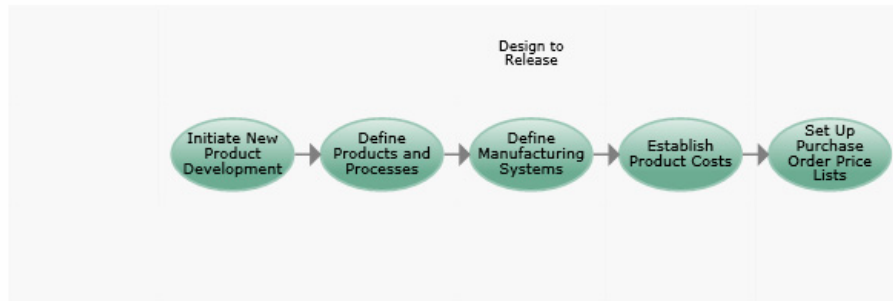 Design to
Release
Initiate New
Product
Development
Define
Products and
Processes
Define
Manufacturing
Systems
Establish
Product Costs
Set Up
Purchase
Order Price
Lists